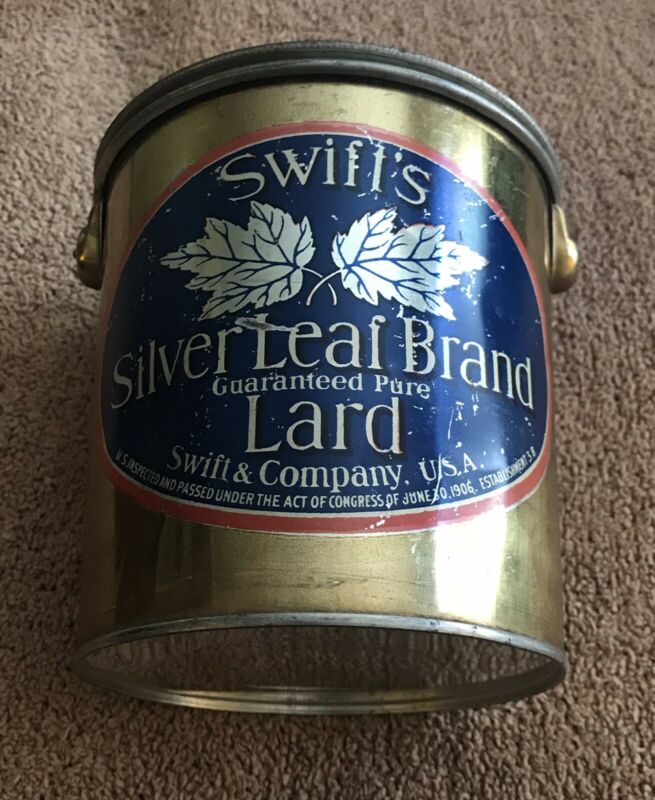 Swift's
Silver Leaf Brand
Guaranteed Pure
Lard
Swift & Company, U.S.A.
U.S. INSPECTED AND PASSED UNDER THE ACT OF CONGRESS OF JUNE 30, 1906, ESTABLISHMENT 3-B